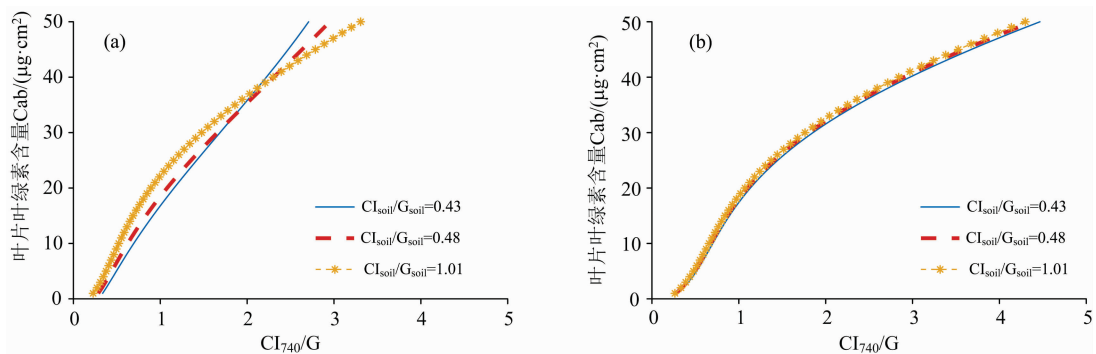 (a)
叶片叶绿素含量Cab/(μg·cm²)
50
40
30
20
10
0
CIsoil/Gsoil=0.43
CIsoil/Gsoil=0.48
CIsoil/Gsoil=1.01
0 1 2 3 4 5
CI740/G
(b)
叶片叶绿素含量Cab/(μg·cm²)
50
40
30
20
10
0
CIsoil/Gsoil=0.43
CIsoil/Gsoil=0.48
CIsoil/Gsoil=1.01
0 1 2 3 4 5
CI740/G